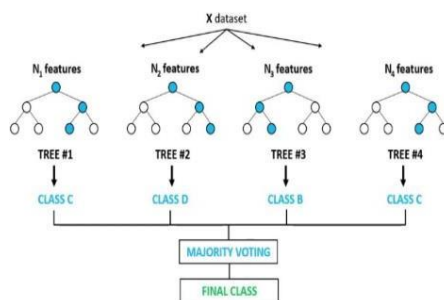 X dataset
N₁ features N₂ features N₃ features N₄ features
TREE #1 TREE #2 TREE #3 TREE #4
CLASS C CLASS D CLASS B CLASS C
MAJORITY VOTING
FINAL CLASS